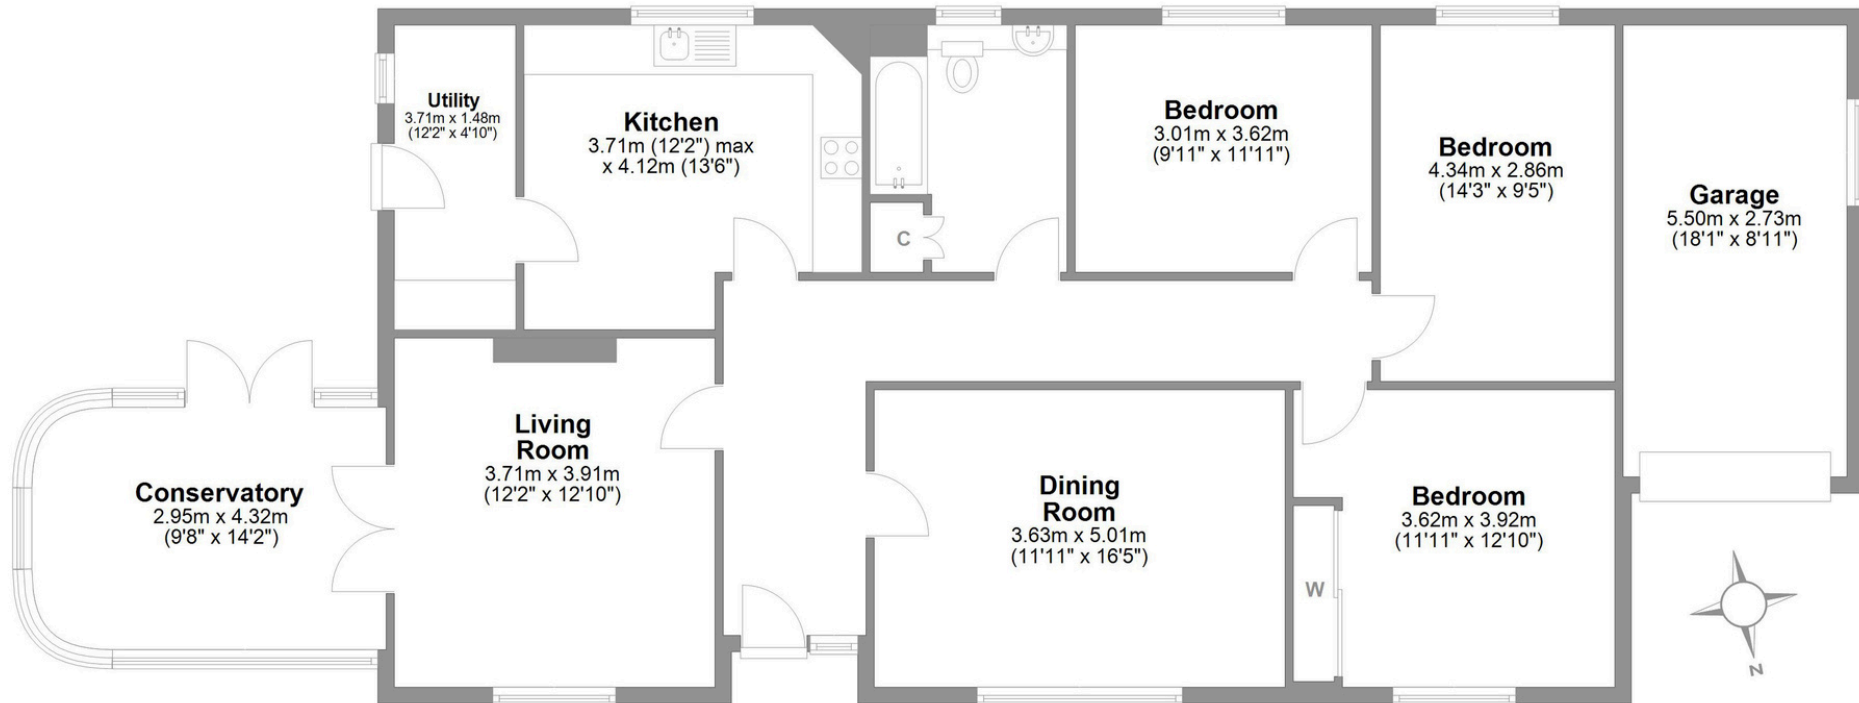 Utility
3.71m x 1.48m
(12'2" x 4'10")
Kitchen
3.71m (12'2") max
x 4.12m (13'6")
C
Bedroom
3.01m x 3.62m
(9'11" x 11'11")
Bedroom
4.34m x 2.86m
(14'3" x 9'5")
Garage
5.50m x 2.73m
(18'1" x 8'11")
Conservatory
2.95m x 4.32m
(9'8" x 14'2")
Living
Room
3.71m x 3.91m
(12'2" x 12'10")
Dining
Room
3.63m x 5.01m
(11'11" x 16'5")
W
Bedroom
3.62m x 3.92m
(11'11" x 12'10")
N